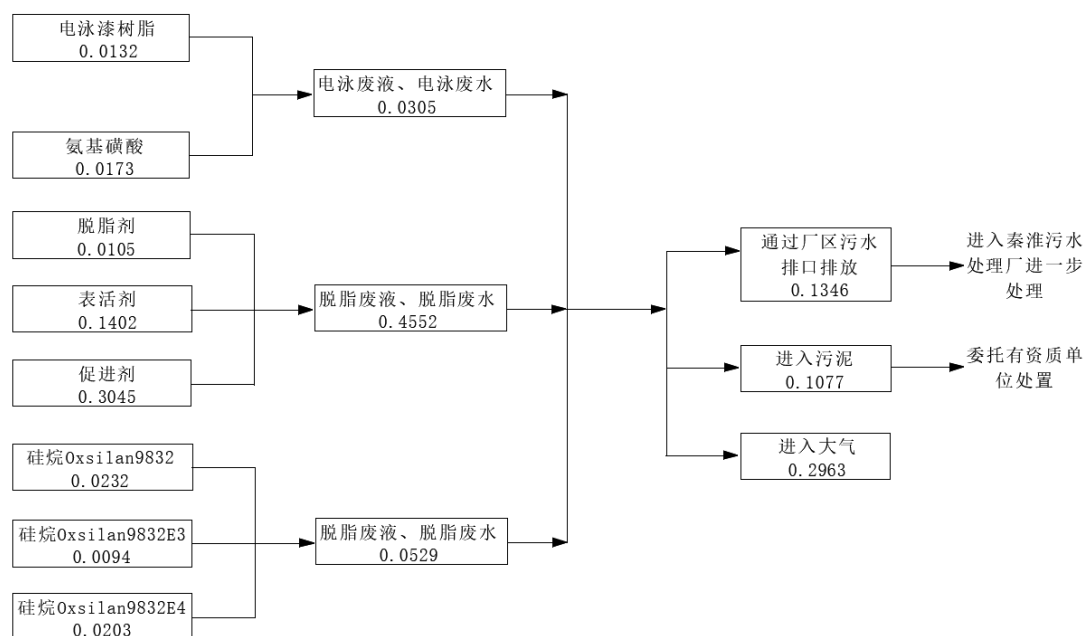 电泳漆树脂
0.0132
氨基磺酸
0.0173
脱脂剂
0.0105
表活剂
0.1402
促进剂
0.3045
硅烷Oxsilan9832
0.0232
硅烷Oxsilan9832E3
0.0094
硅烷Oxsilan9832E4
0.0203
电泳废液、电泳废水
0.0305
脱脂废液、脱脂废水
0.4552
脱脂废液、脱脂废水
0.0529
通过厂区污水
排口排放
0.1346
进入污泥
0.1077
进入大气
0.2963
进入秦淮污水
处理厂进一步
处理
委托有资质单
位处置